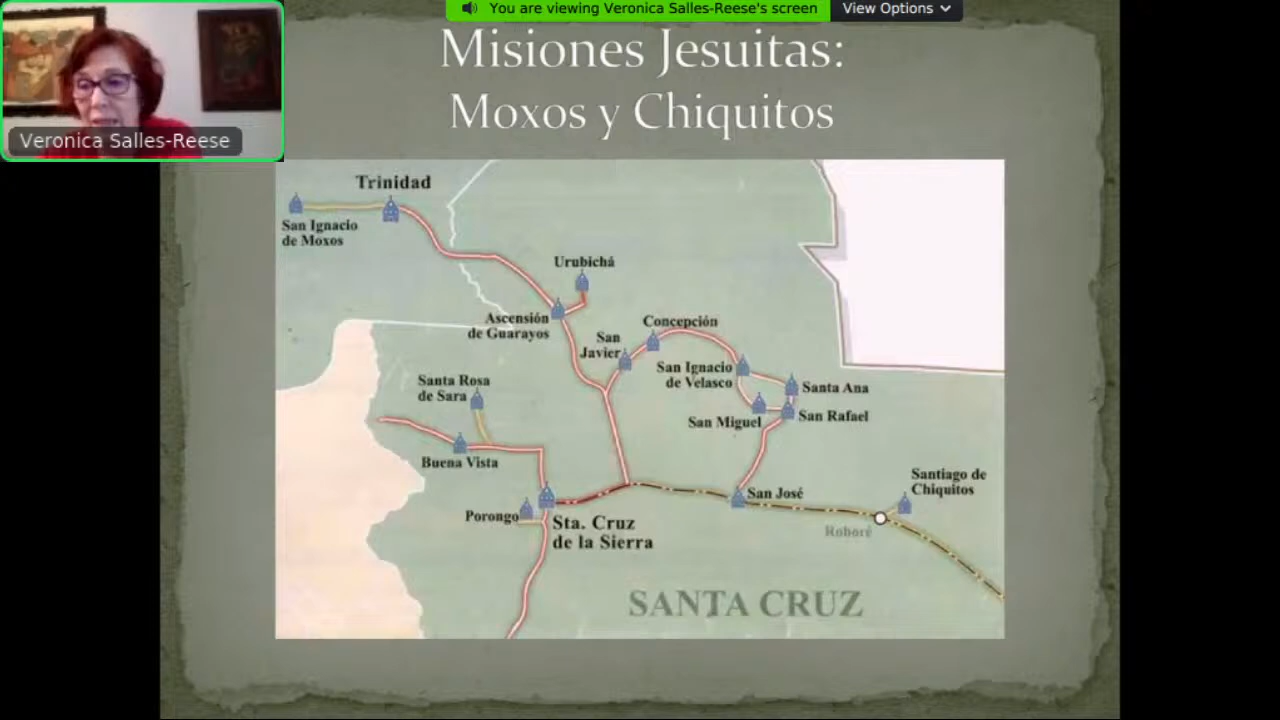 You are viewing Veronica Salles-Reese's screen
View Options
Veronica Salles-Reese
Misiones Jesuitas:
Moxos y Chiquitos
Trinidad
San Ignacio
de Moxos
Urubichá
Ascensión
de Guarayos
Concepción
San
Javier
San Ignacio
de Velasco
Santa Ana
San Rafael
San Miguel
Santa Rosa
de Sara
Buena Vista
Santiago de
Chiquitos
San José
Porongo
Sta. Cruz
de la Sierra
Roboré
SANTA CRUZ